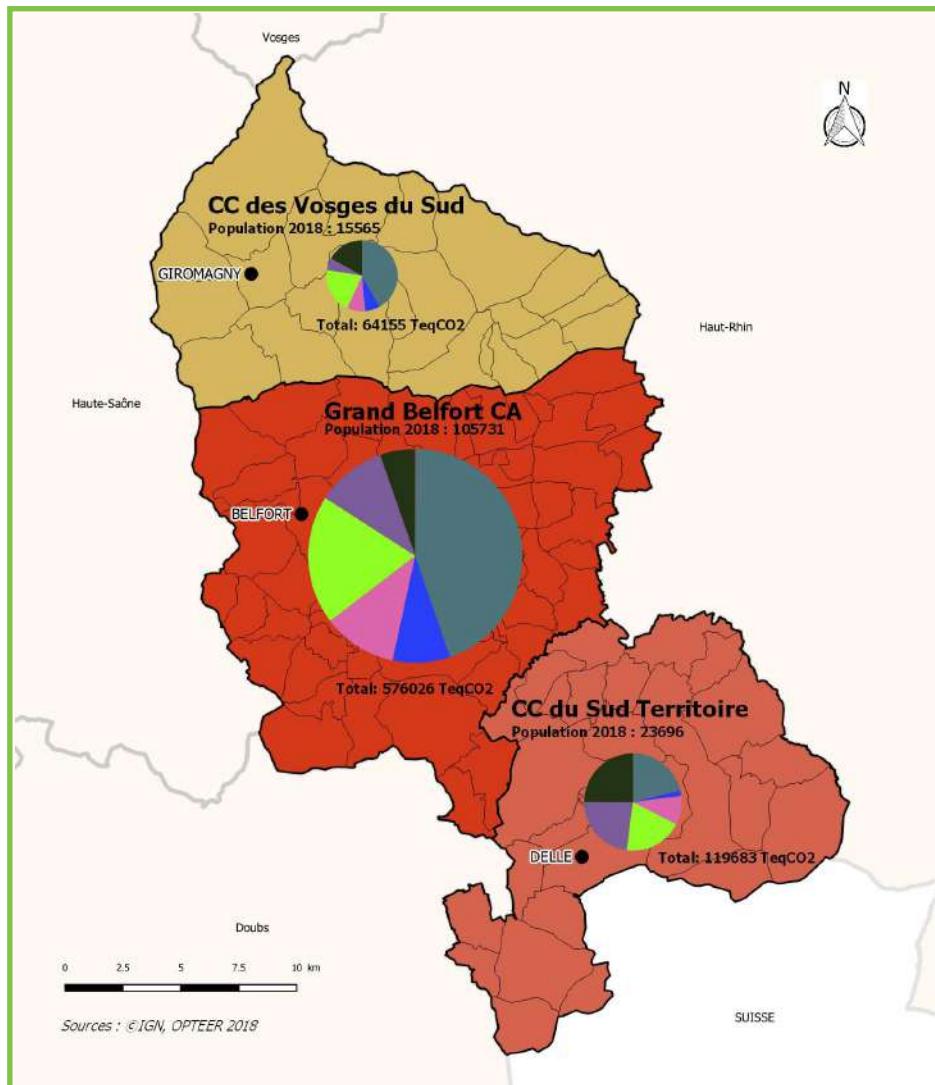 Vosges
N
CC des Vosges du Sud
Population 2018 : 15565
GIROMAGNY
Total: 64155 TeqCO2
Haut-Rhin
Haute-Saône
Grand Belfort CA
Population 2018 : 105731
BELFORT
Total: 576026 TeqCO2
CC du Sud Territoire
Population 2018 : 23696
DELLE
Total: 119683 TeqCO2
Doubs
0 2.5 5 7.5 10 km
SUISSE
Sources : ©IGN, OPTEER 2018